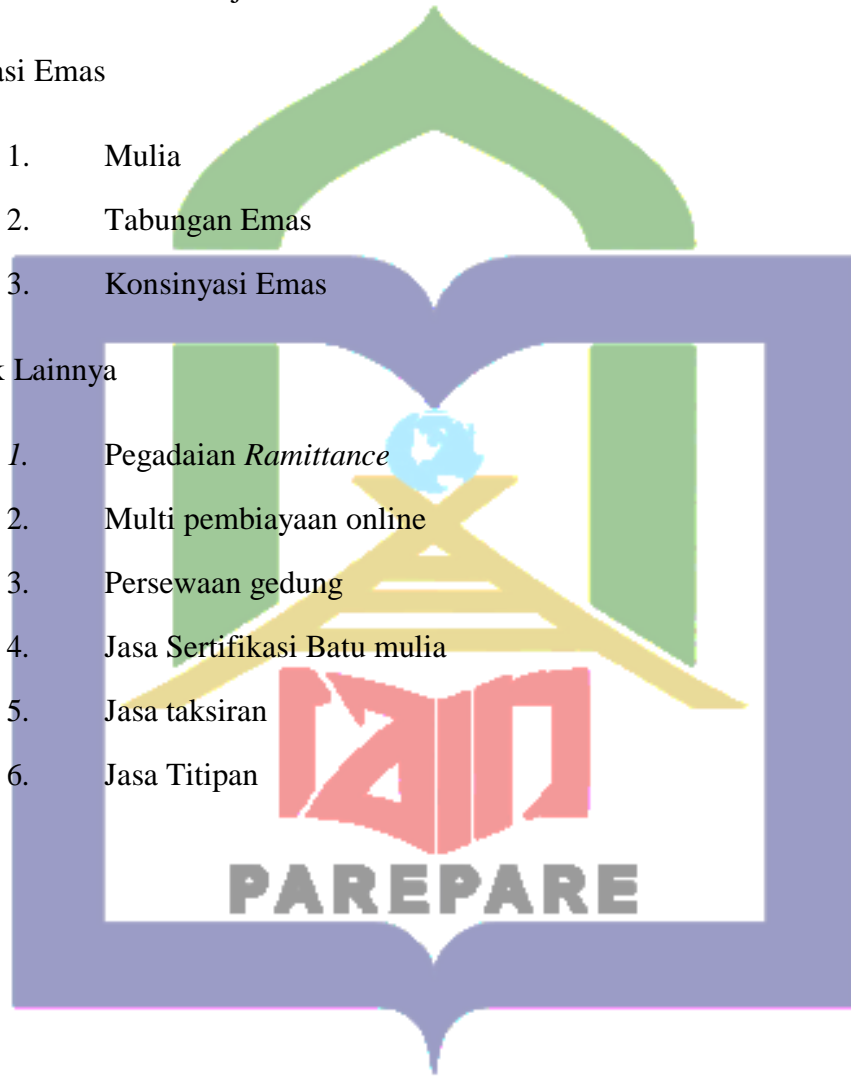 asi Emas
1. Mulia
2. Tabungan Emas
3. Konsinyasi Emas
k Lainnya
1. Pegadaian Ramittance
2. Multi pembiayaan online
3. Persewaan gedung
4. Jasa Sertifikasi Batu mulia
5. Jasa taksiran
6. Jasa Titipan
iain
PAREPARE